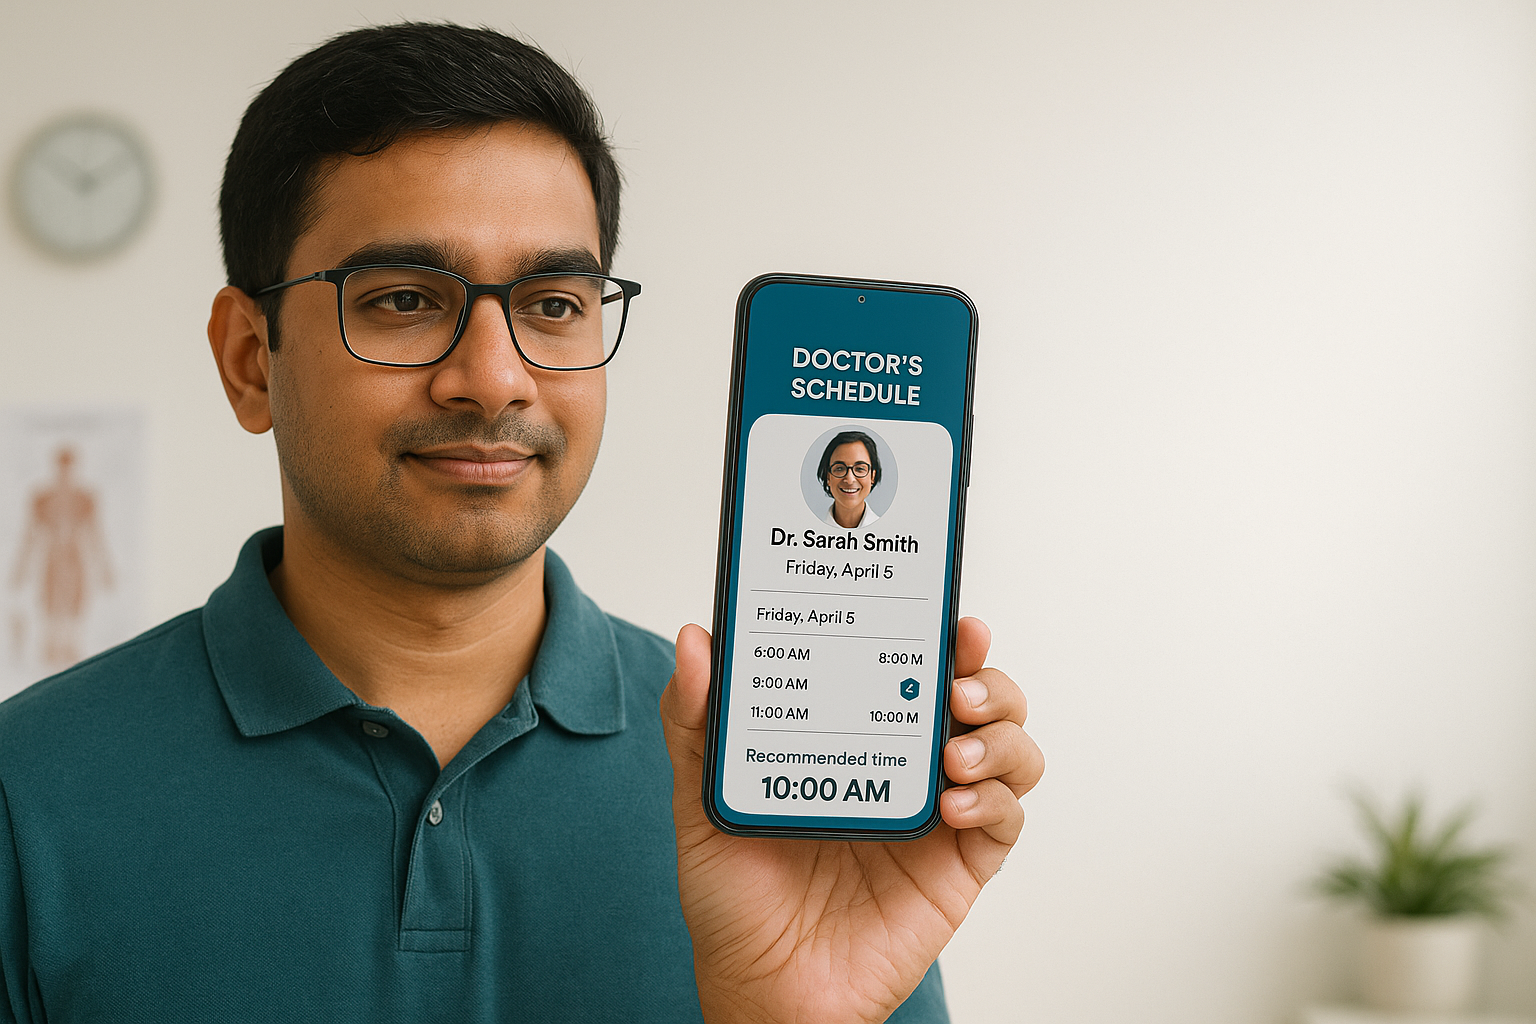 DOCTOR'S
SCHEDULE
Dr. Sarah Smith
Friday, April 5
Friday, April 5
6:00 AM 8:00 M
9:00 AM
11:00 AM 10:00 M
Recommended time
10:00 AM